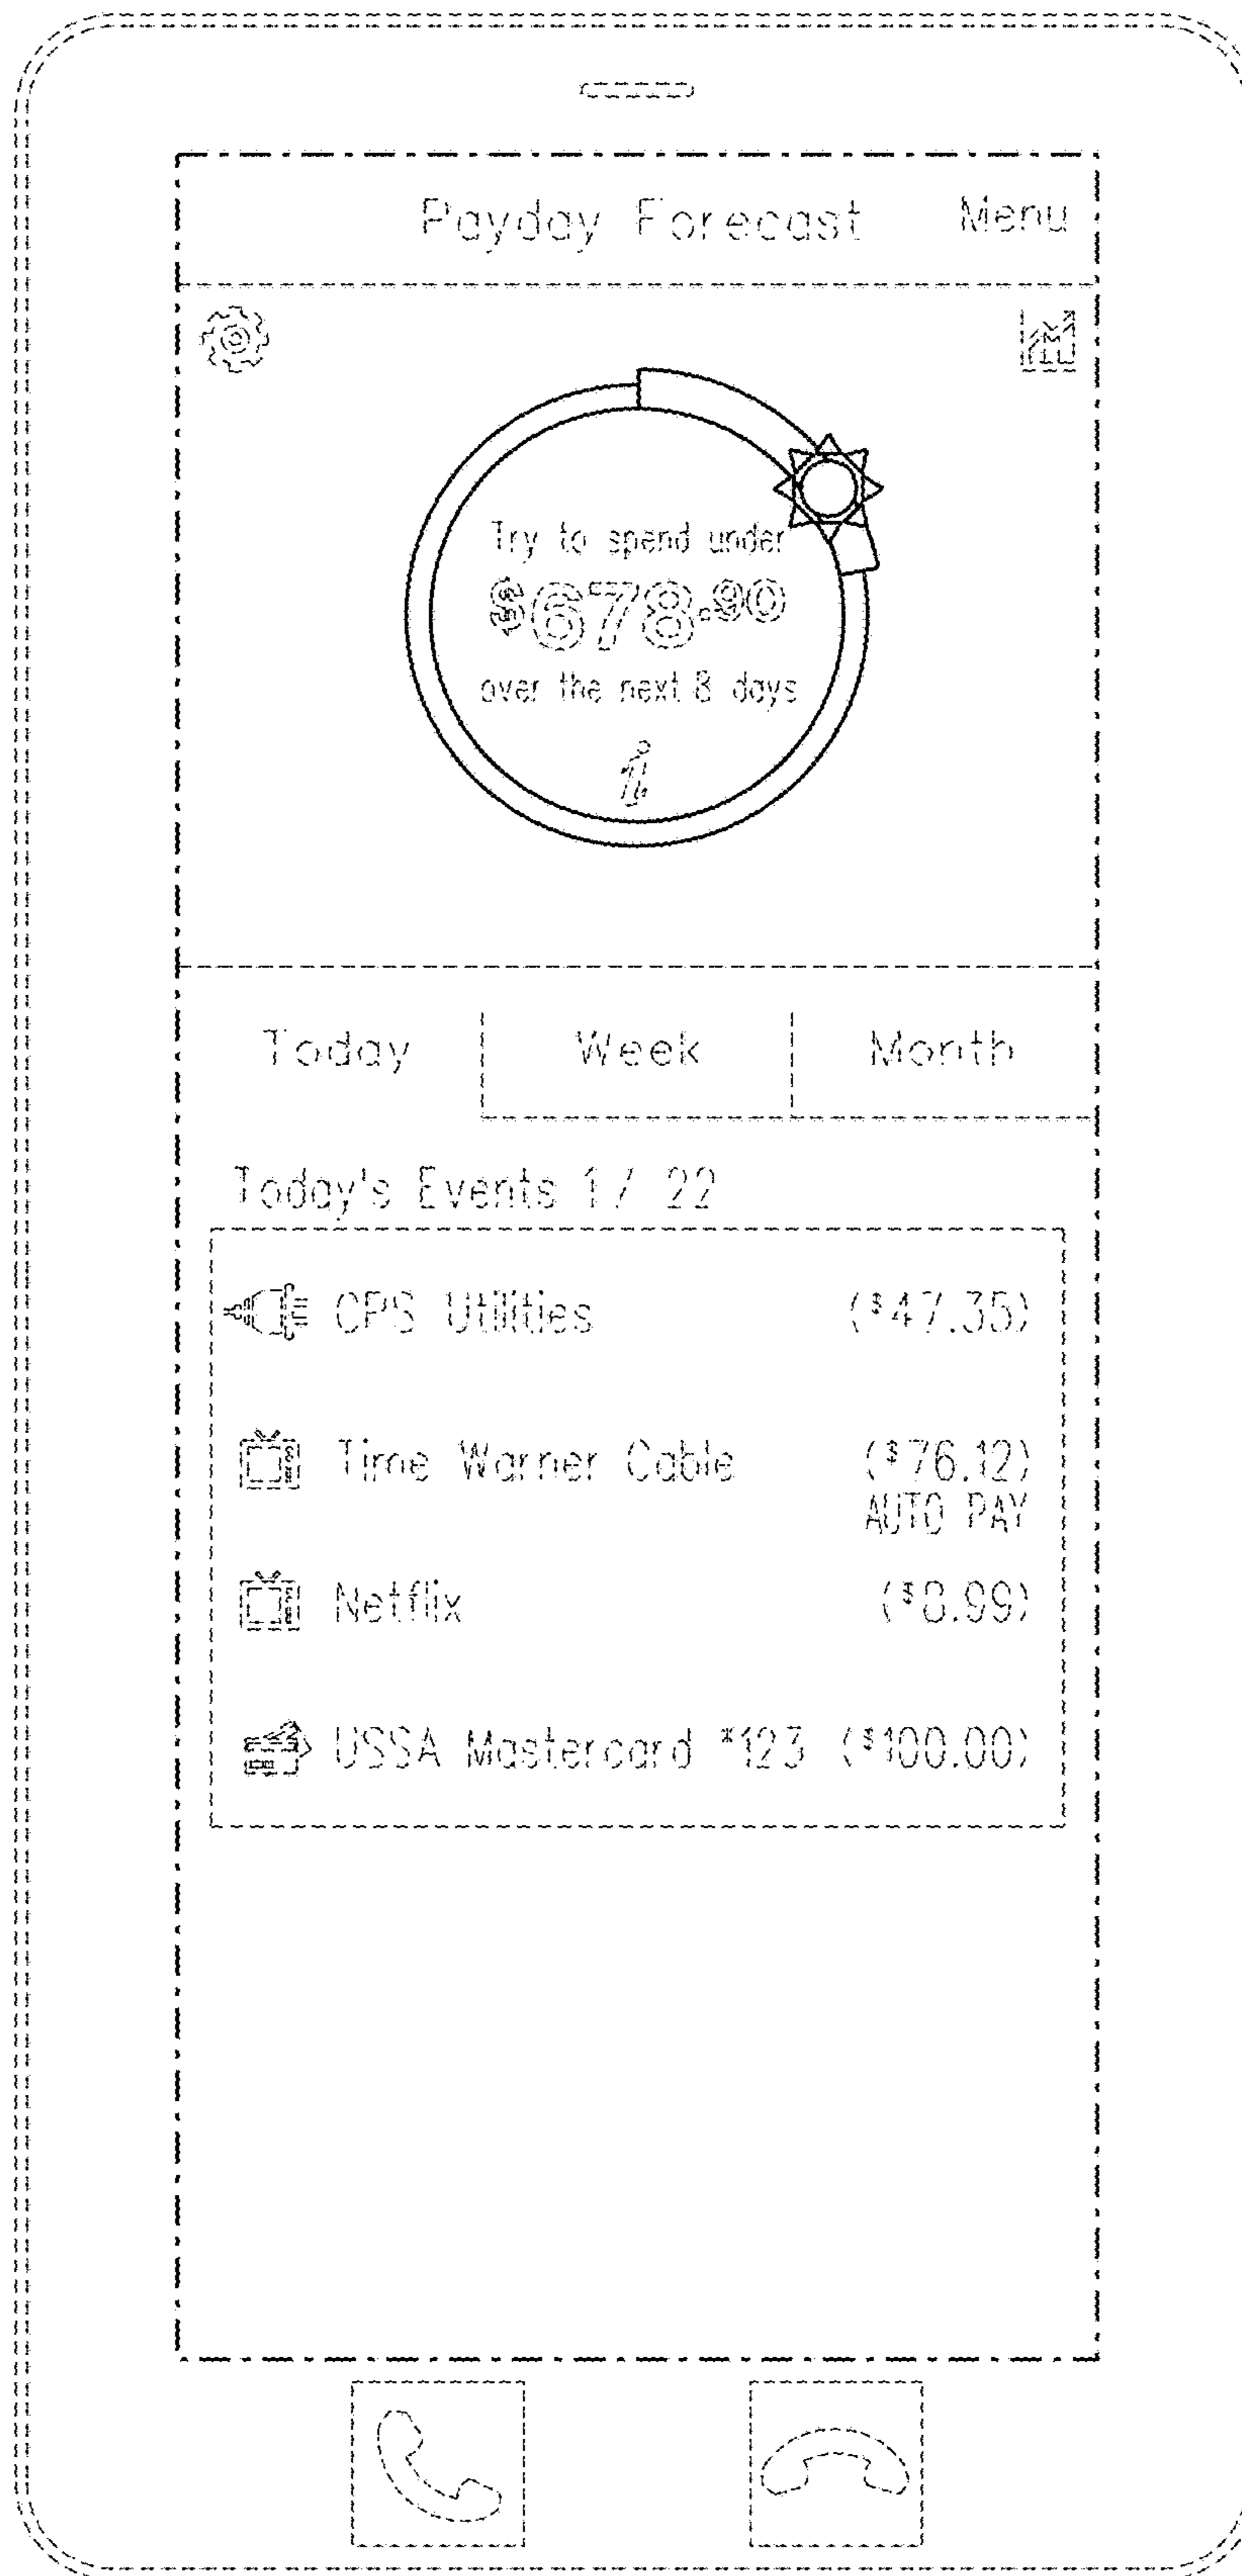 Payday Forecast Menu
Try to spend under
$678.90
over the next 8 days
i
Today Week Month
Today's Events 1 / 22
CPS Utilities ($47.35)
Time Warner Cable ($76.12)
AUTO PAY
Netflix ($8.99)
USSA Mastercard *123 ($100.00)